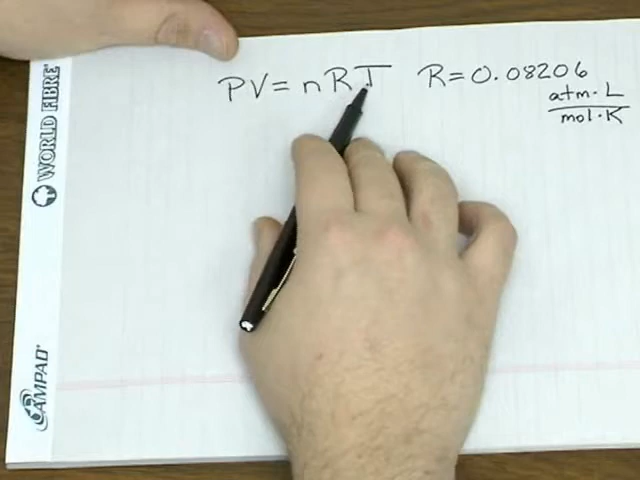 PV = nRT R = 0.08206
atm · L
mol · K
WORLD FIBRE
AMPAD